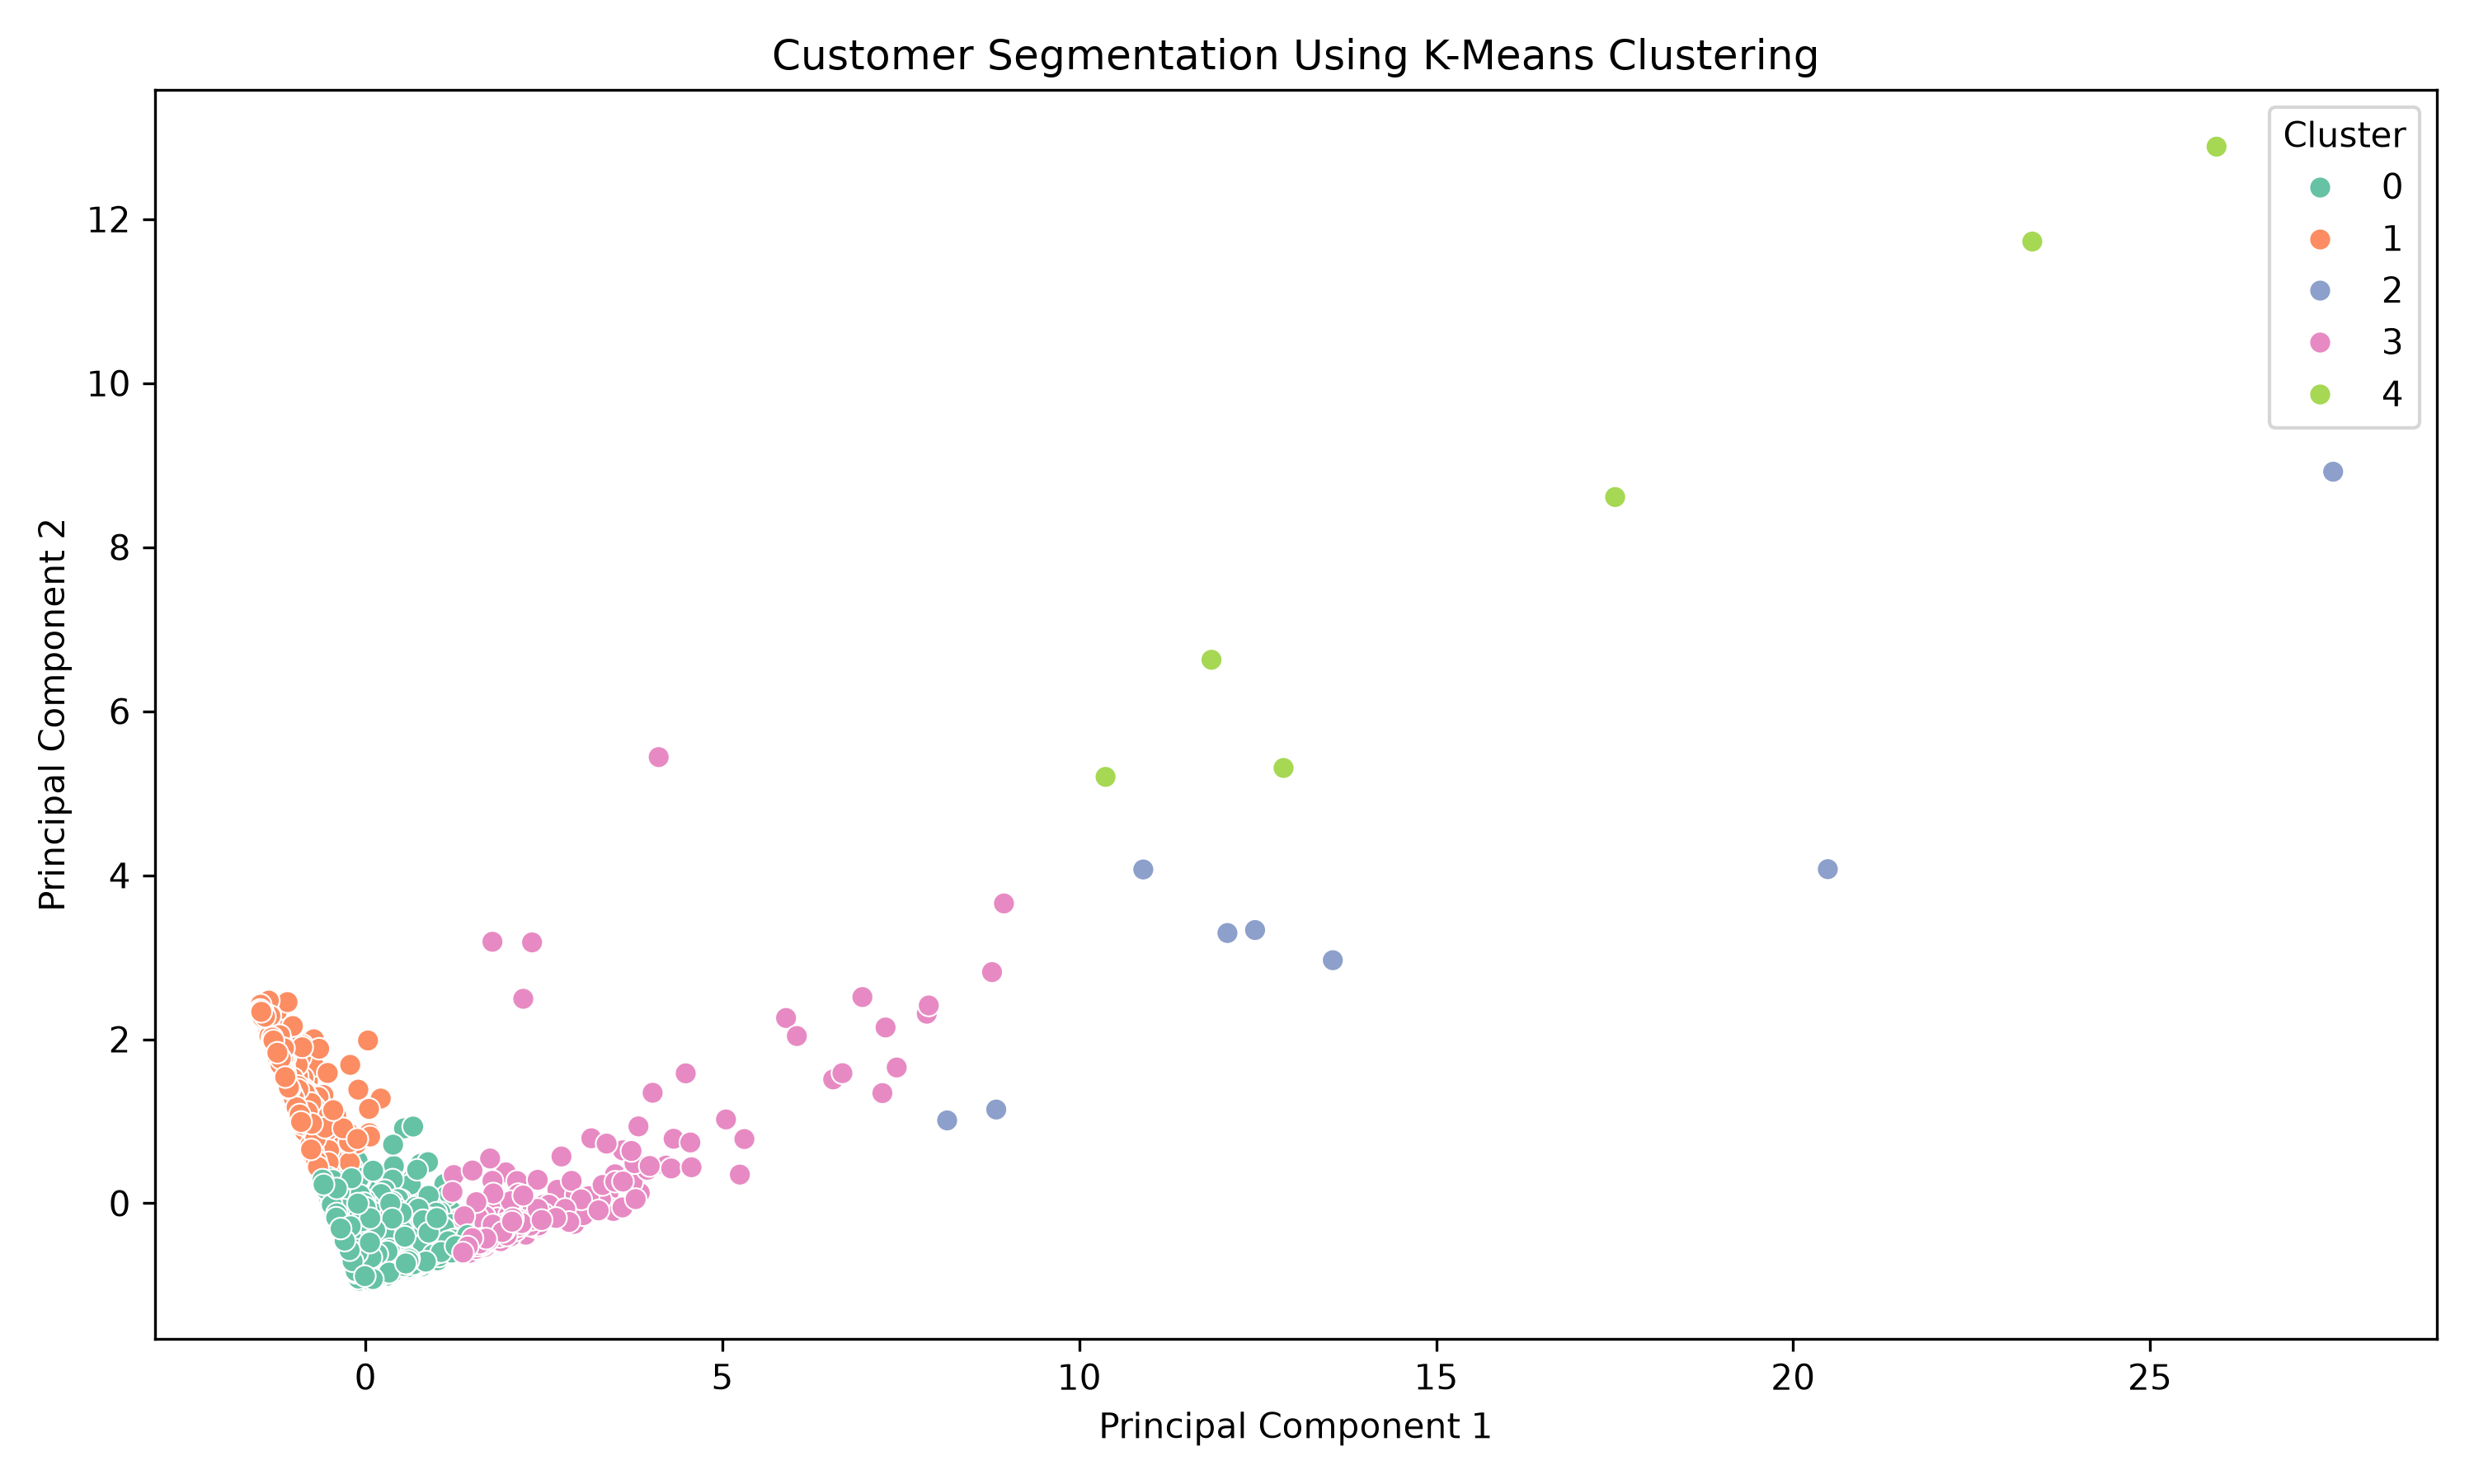 Customer Segmentation Using K-Means Clustering
Cluster
0
1
2
3
4
12
10
8
6
4
2
0
Principal Component 2
0 5 10 15 20 25
Principal Component 1